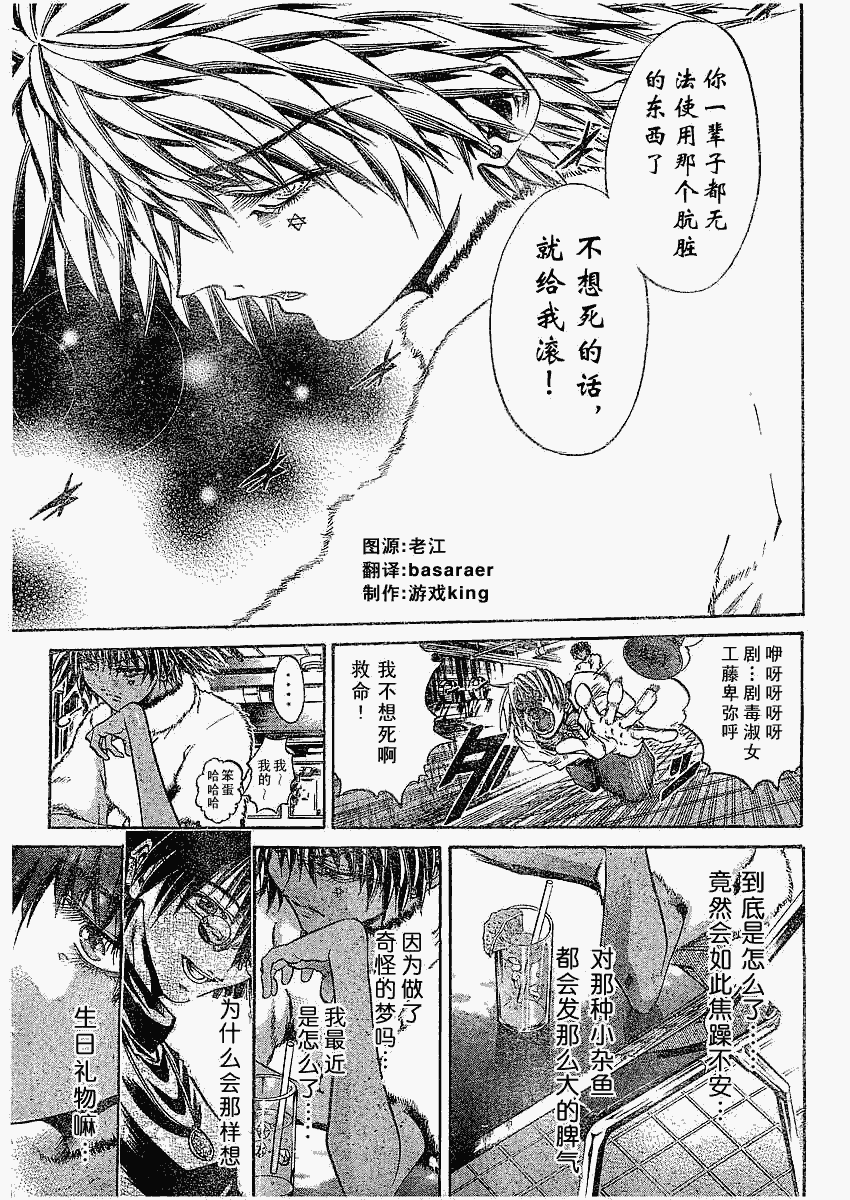 你一辈子都无
法使用那个肮脏
的东西了
不想死的话，
就给我滚！
图源:老江
翻译:basaraer
制作:游戏king
咿呀呀呀呀
剧…剧毒淑女
工藤卑弥呼
我不想死啊
救命！
....
我～
我的～
笨蛋
哈哈哈
到底是怎么了……
竟然会如此焦躁不安…
对那种小杂鱼
都会发那么大的脾气
因为做了
奇怪的梦吗…
我最近
是怎么了……
为什么会那样想
生日礼物嘛…